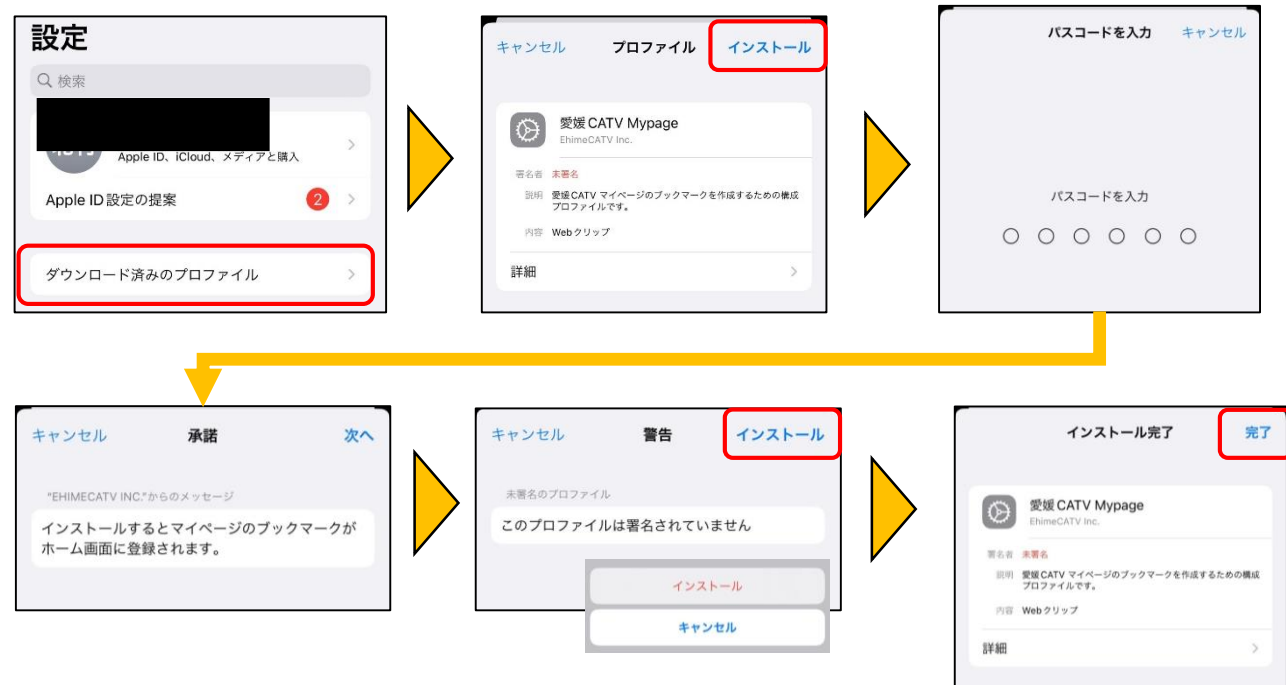 設定
検索
Apple ID、iCloud、メディアと購入
Apple ID 設定の提案
2
ダウンロード済みのプロファイル
キャンセル プロファイル インストール
愛媛 CATV Mypage
EhimeCATV Inc.
署名者 未署名
説明 愛媛CATV マイページのブックマークを作成するための構成
プロファイルです。
内容 Webクリップ
詳細
パスコードを入力 キャンセル
パスコードを入力
キャンセル 承諾 次へ
"EHIMECATV INC."からのメッセージ
インストールするとマイページのブックマークが
ホーム画面に登録されます。
キャンセル 警告 インストール
未署名のプロファイル
このプロファイルは署名されていません
インストール
キャンセル
インストール完了 完了
愛媛 CATV Mypage
EhimeCATV Inc.
署名者 未署名
説明 愛媛CATV マイページのブックマークを作成するための構成
プロファイルです。
内容 Webクリップ
詳細